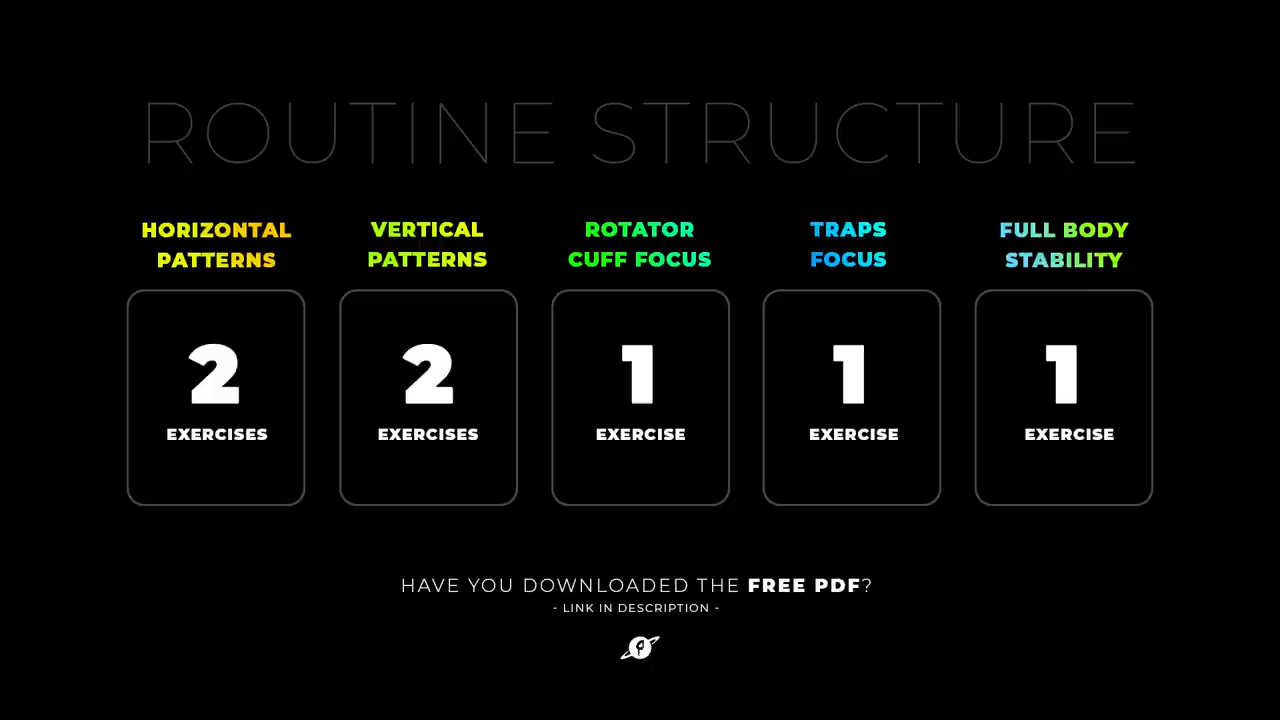 ROUTINE STRUCTURE
HORIZONTAL
PATTERNS
VERTICAL
PATTERNS
ROTATOR
CUFF FOCUS
TRAPS
FOCUS
FULL BODY
STABILITY
2
EXERCISES
2
EXERCISES
1
EXERCISE
1
EXERCISE
1
EXERCISE
HAVE YOU DOWNLOADED THE FREE PDF?
- LINK IN DESCRIPTION -